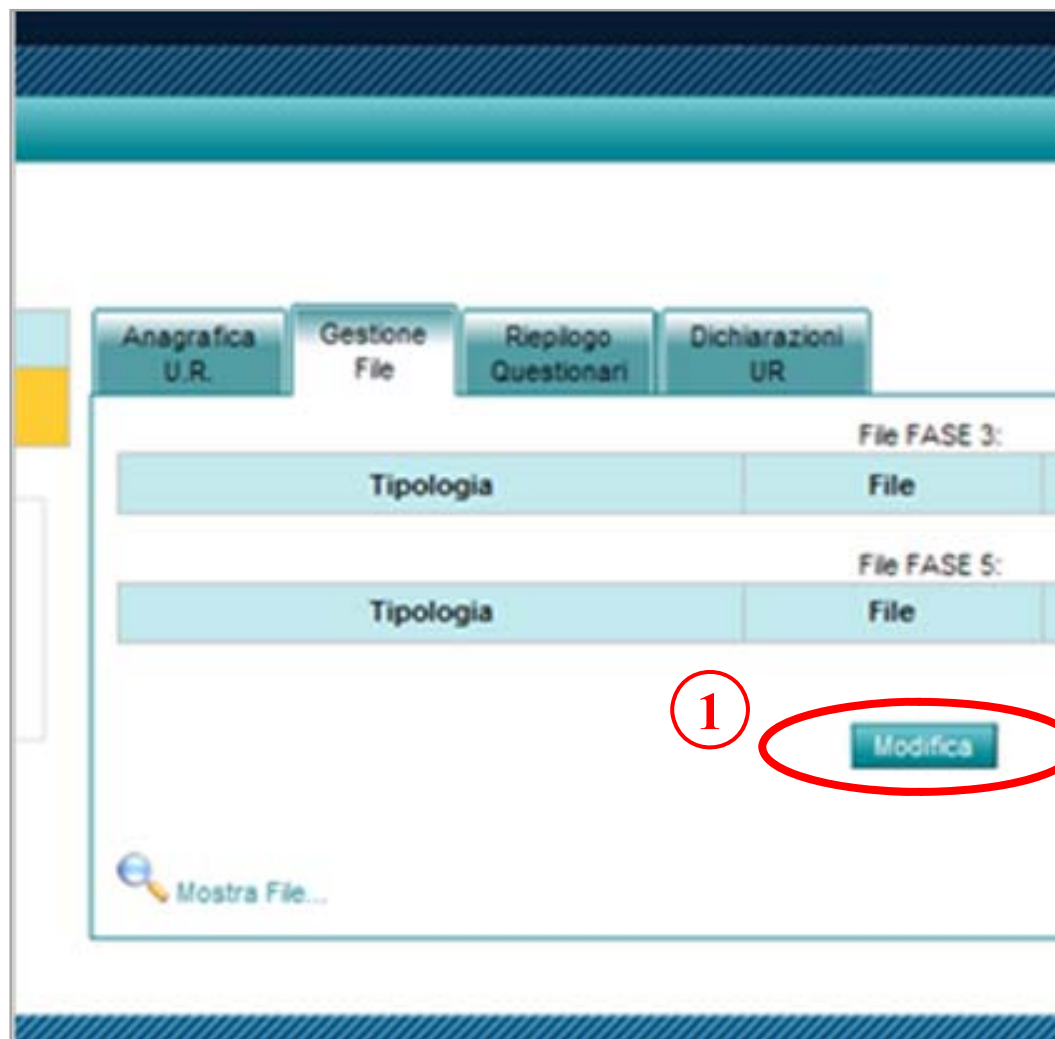 Anagrafica U.R.
Gestione File
Riepilogo Questionari
Dichiarazioni UR
File FASE 3:
Tipologia File
File FASE 5:
Tipologia File
1
Modifica
Mostra File...